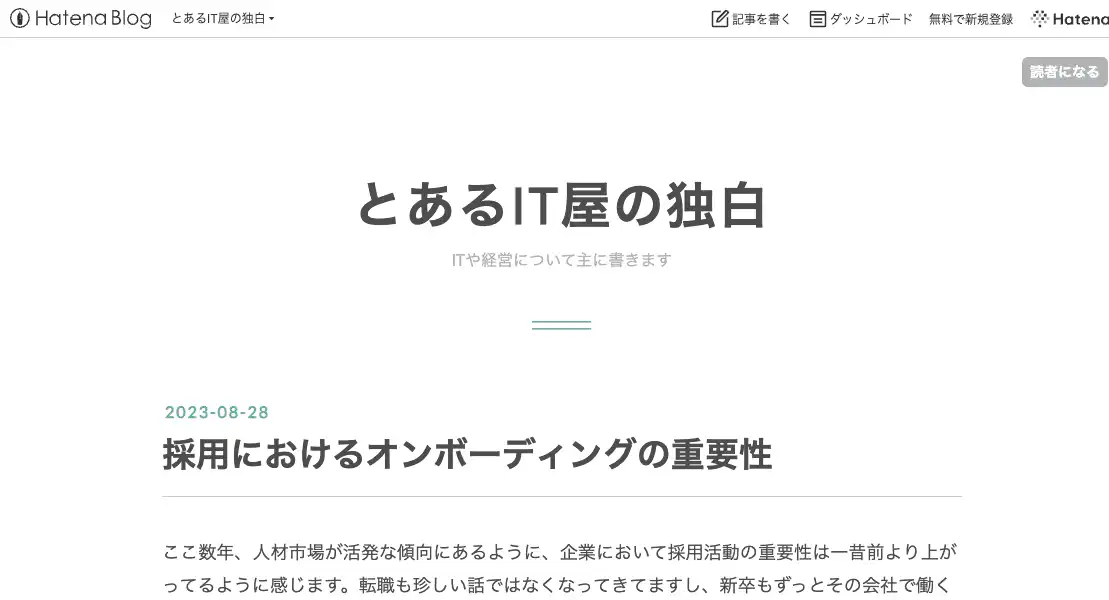 Hatena Blog とあるIT屋の独白 記事を書く ダッシュボード 無料で新規登録 Hatena
読者になる
とあるIT屋の独白
ITや経営について主に書きます
2023-08-28
採用におけるオンボーディングの重要性
ここ数年、人材市場が活発な傾向にあるように、企業において採用活動の重要性は一昔前より上が
ってるように感じます。転職も珍しい話ではなくなってきてますし、新卒もずっとその会社で働く